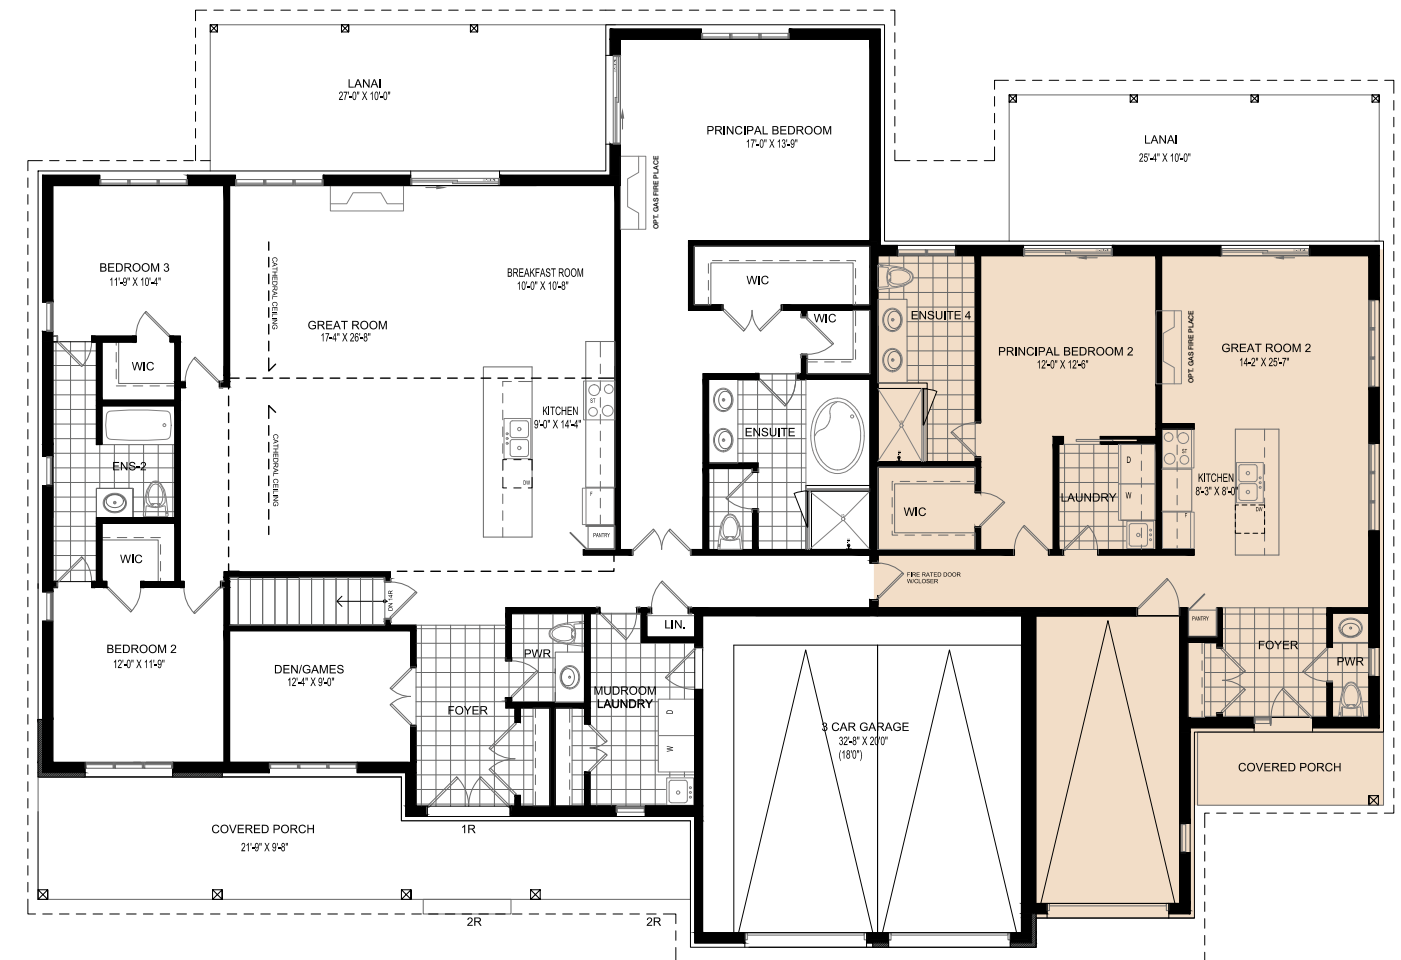 LANAI
27'-0" X 10'-0"
PRINCIPAL BEDROOM
17'-0" X 13'-9"
LANAI
25'-4" X 10'-0"
OPT. GAS FIRE PLACE
BEDROOM 3
11'-9" X 10'-4"
CATHEDRAL CEILING
BREAKFAST ROOM
10'-0" X 10'-8"
GREAT ROOM
17'-4" X 26'-8"
WIC
WIC
ENSUITE 4
PRINCIPAL BEDROOM 2
12'-0" X 12'-6"
OPT. GAS FIRE PLACE
GREAT ROOM 2
14'-2" X 25'-7"
WIC
ST
KITCHEN
9'-0" X 14'-4"
ENSUITE
CATHEDRAL CEILING
ENS-2
DW
F
PANTRY
D
W
LAUNDRY
ST
KITCHEN
8'-3" X 8'-0"
DW
F
WIC
WIC
FIRE RATED DOOR
W/CLOSER
DN 14R
LIN.
PANTRY
BEDROOM 2
12'-0" X 11'-9"
DEN/GAMES
12'-4" X 9'-0"
PWR
FOYER
PWR
MUDROOM
LAUNDRY
FOYER
D
W
3 CAR GARAGE
32'-8" X 20'0"
(18'0")
COVERED PORCH
COVERED PORCH
21'-9" X 9'-8"
1R
2R
2R